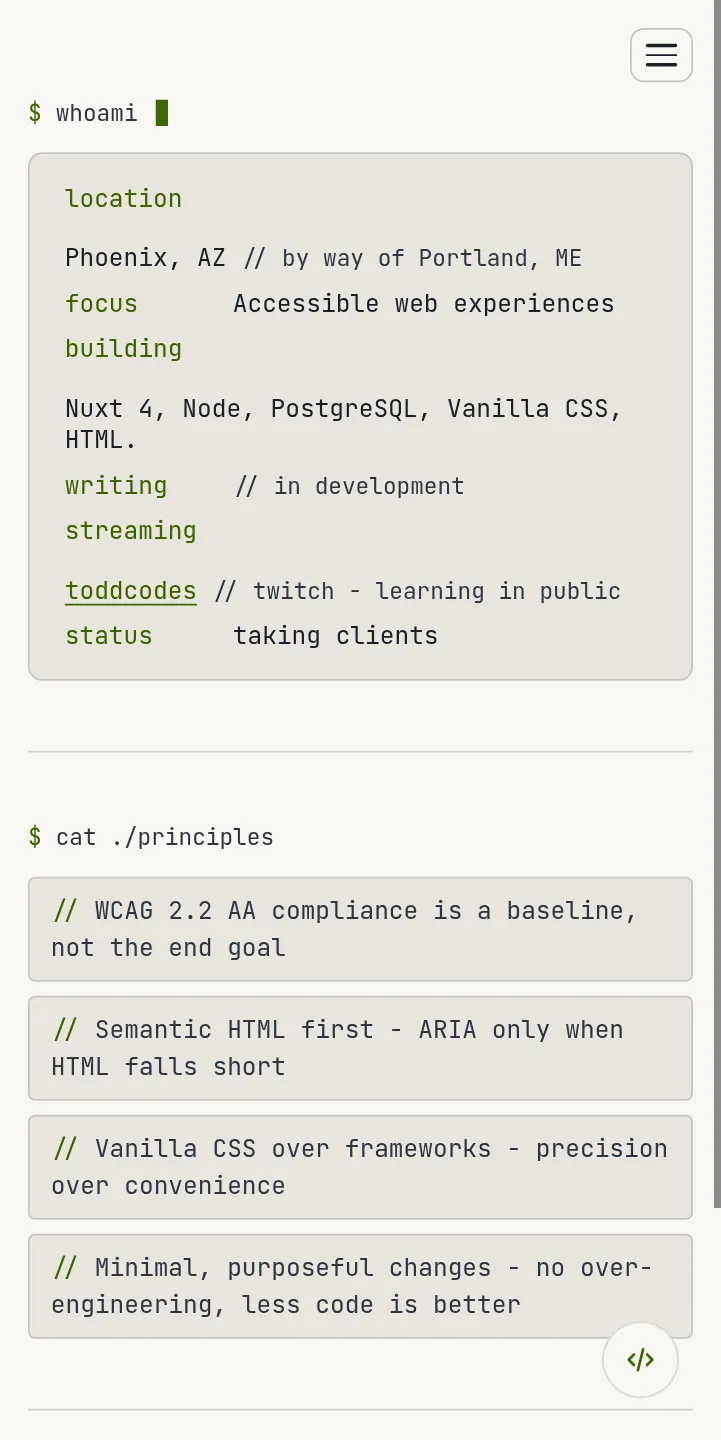 $ whoami
location
Phoenix, AZ // by way of Portland, ME
focus Accessible web experiences
building
Nuxt 4, Node, PostgreSQL, Vanilla CSS,
HTML.
writing // in development
streaming
toddcodes // twitch - learning in public
status taking clients
$ cat ./principles
// WCAG 2.2 AA compliance is a baseline,
not the end goal
// Semantic HTML first - ARIA only when
HTML falls short
// Vanilla CSS over frameworks - precision
over convenience
// Minimal, purposeful changes - no over-
engineering, less code is better
</>